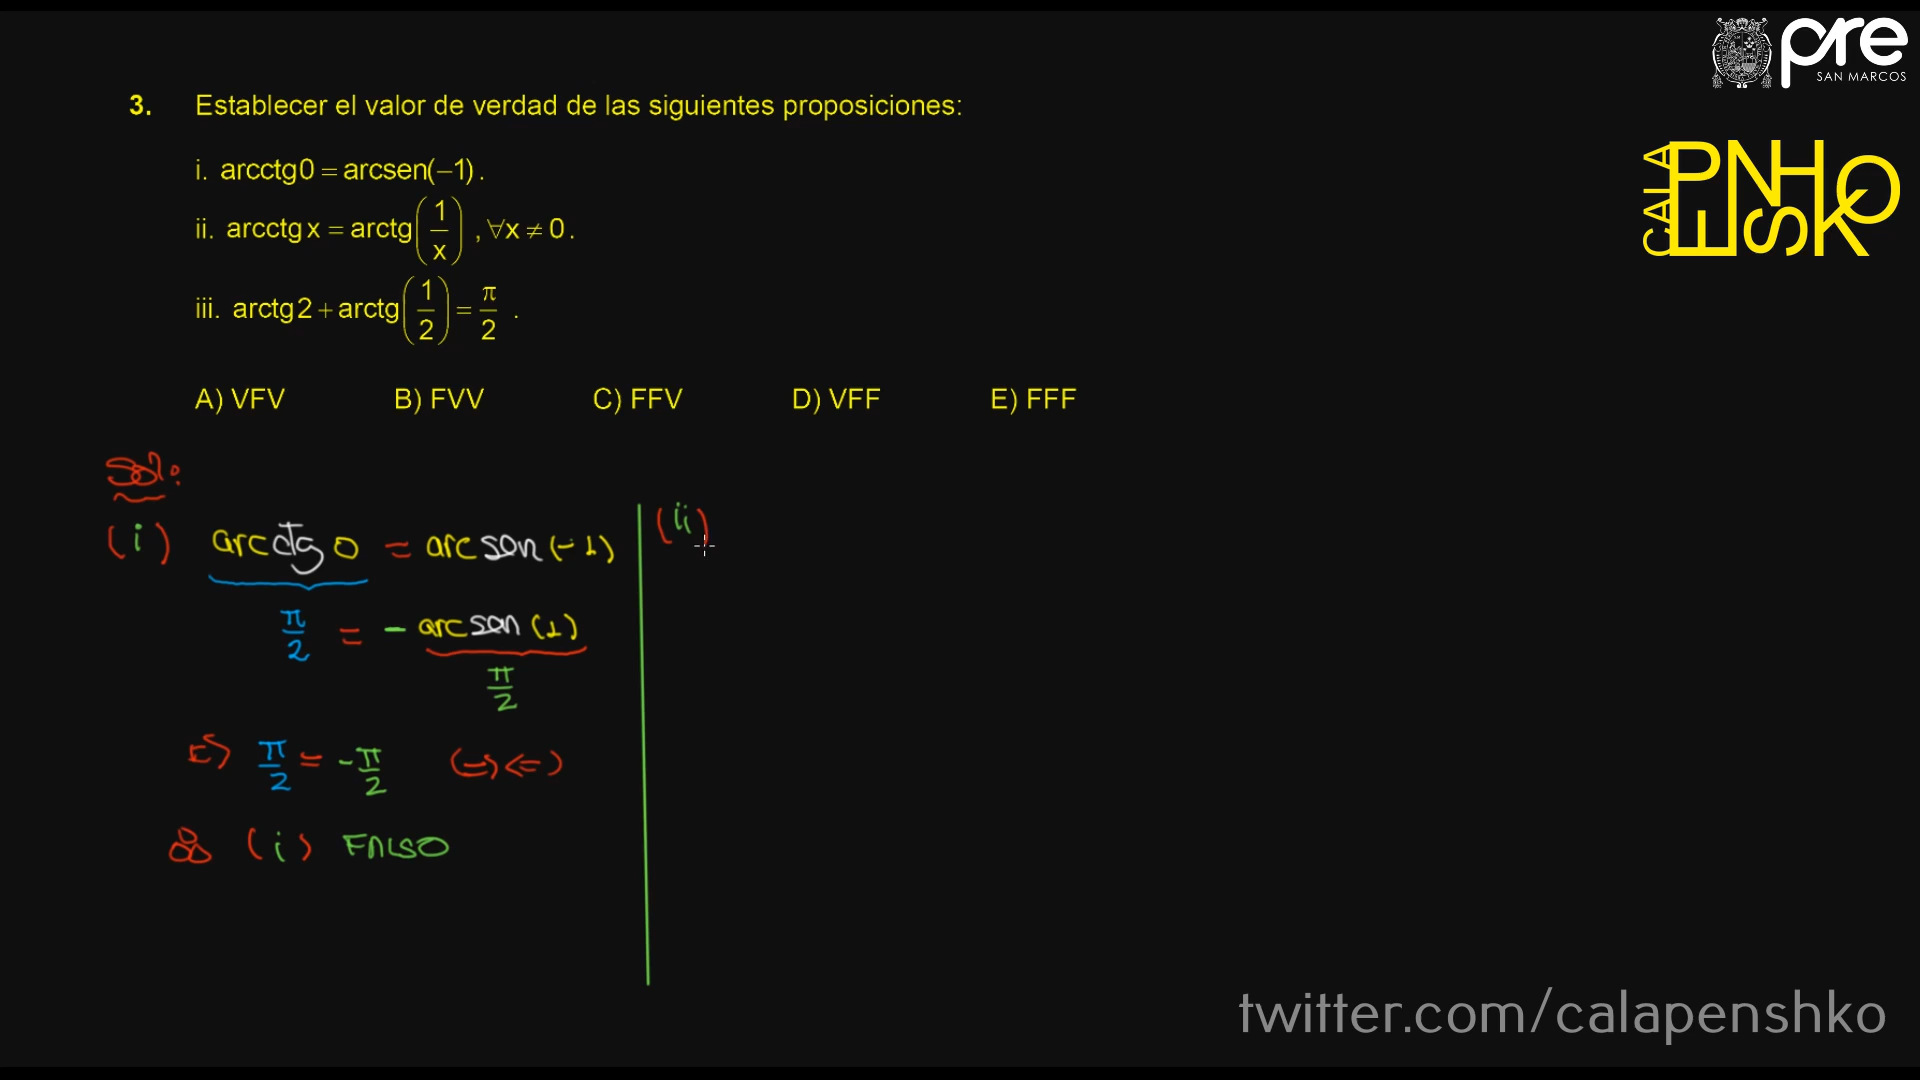 pre
SAN MARCOS
CALA
PENHSKO
3. Establecer el valor de verdad de las siguientes proposiciones:
i. arcctg0 = arcsen(−1).
ii. arcctg x = arctg(1/x), ∀x ≠ 0.
iii. arctg2 + arctg(1/2) = π/2 .
A) VFV B) FVV C) FFV D) VFF E) FFF
Sol:
(i) arcctg 0 = arcsen(-1)
π/2 = - arcsen(1)
π/2
=> π/2 = -π/2 (=><=)
(i) FALSO
(ii)
twitter.com/calapenshko